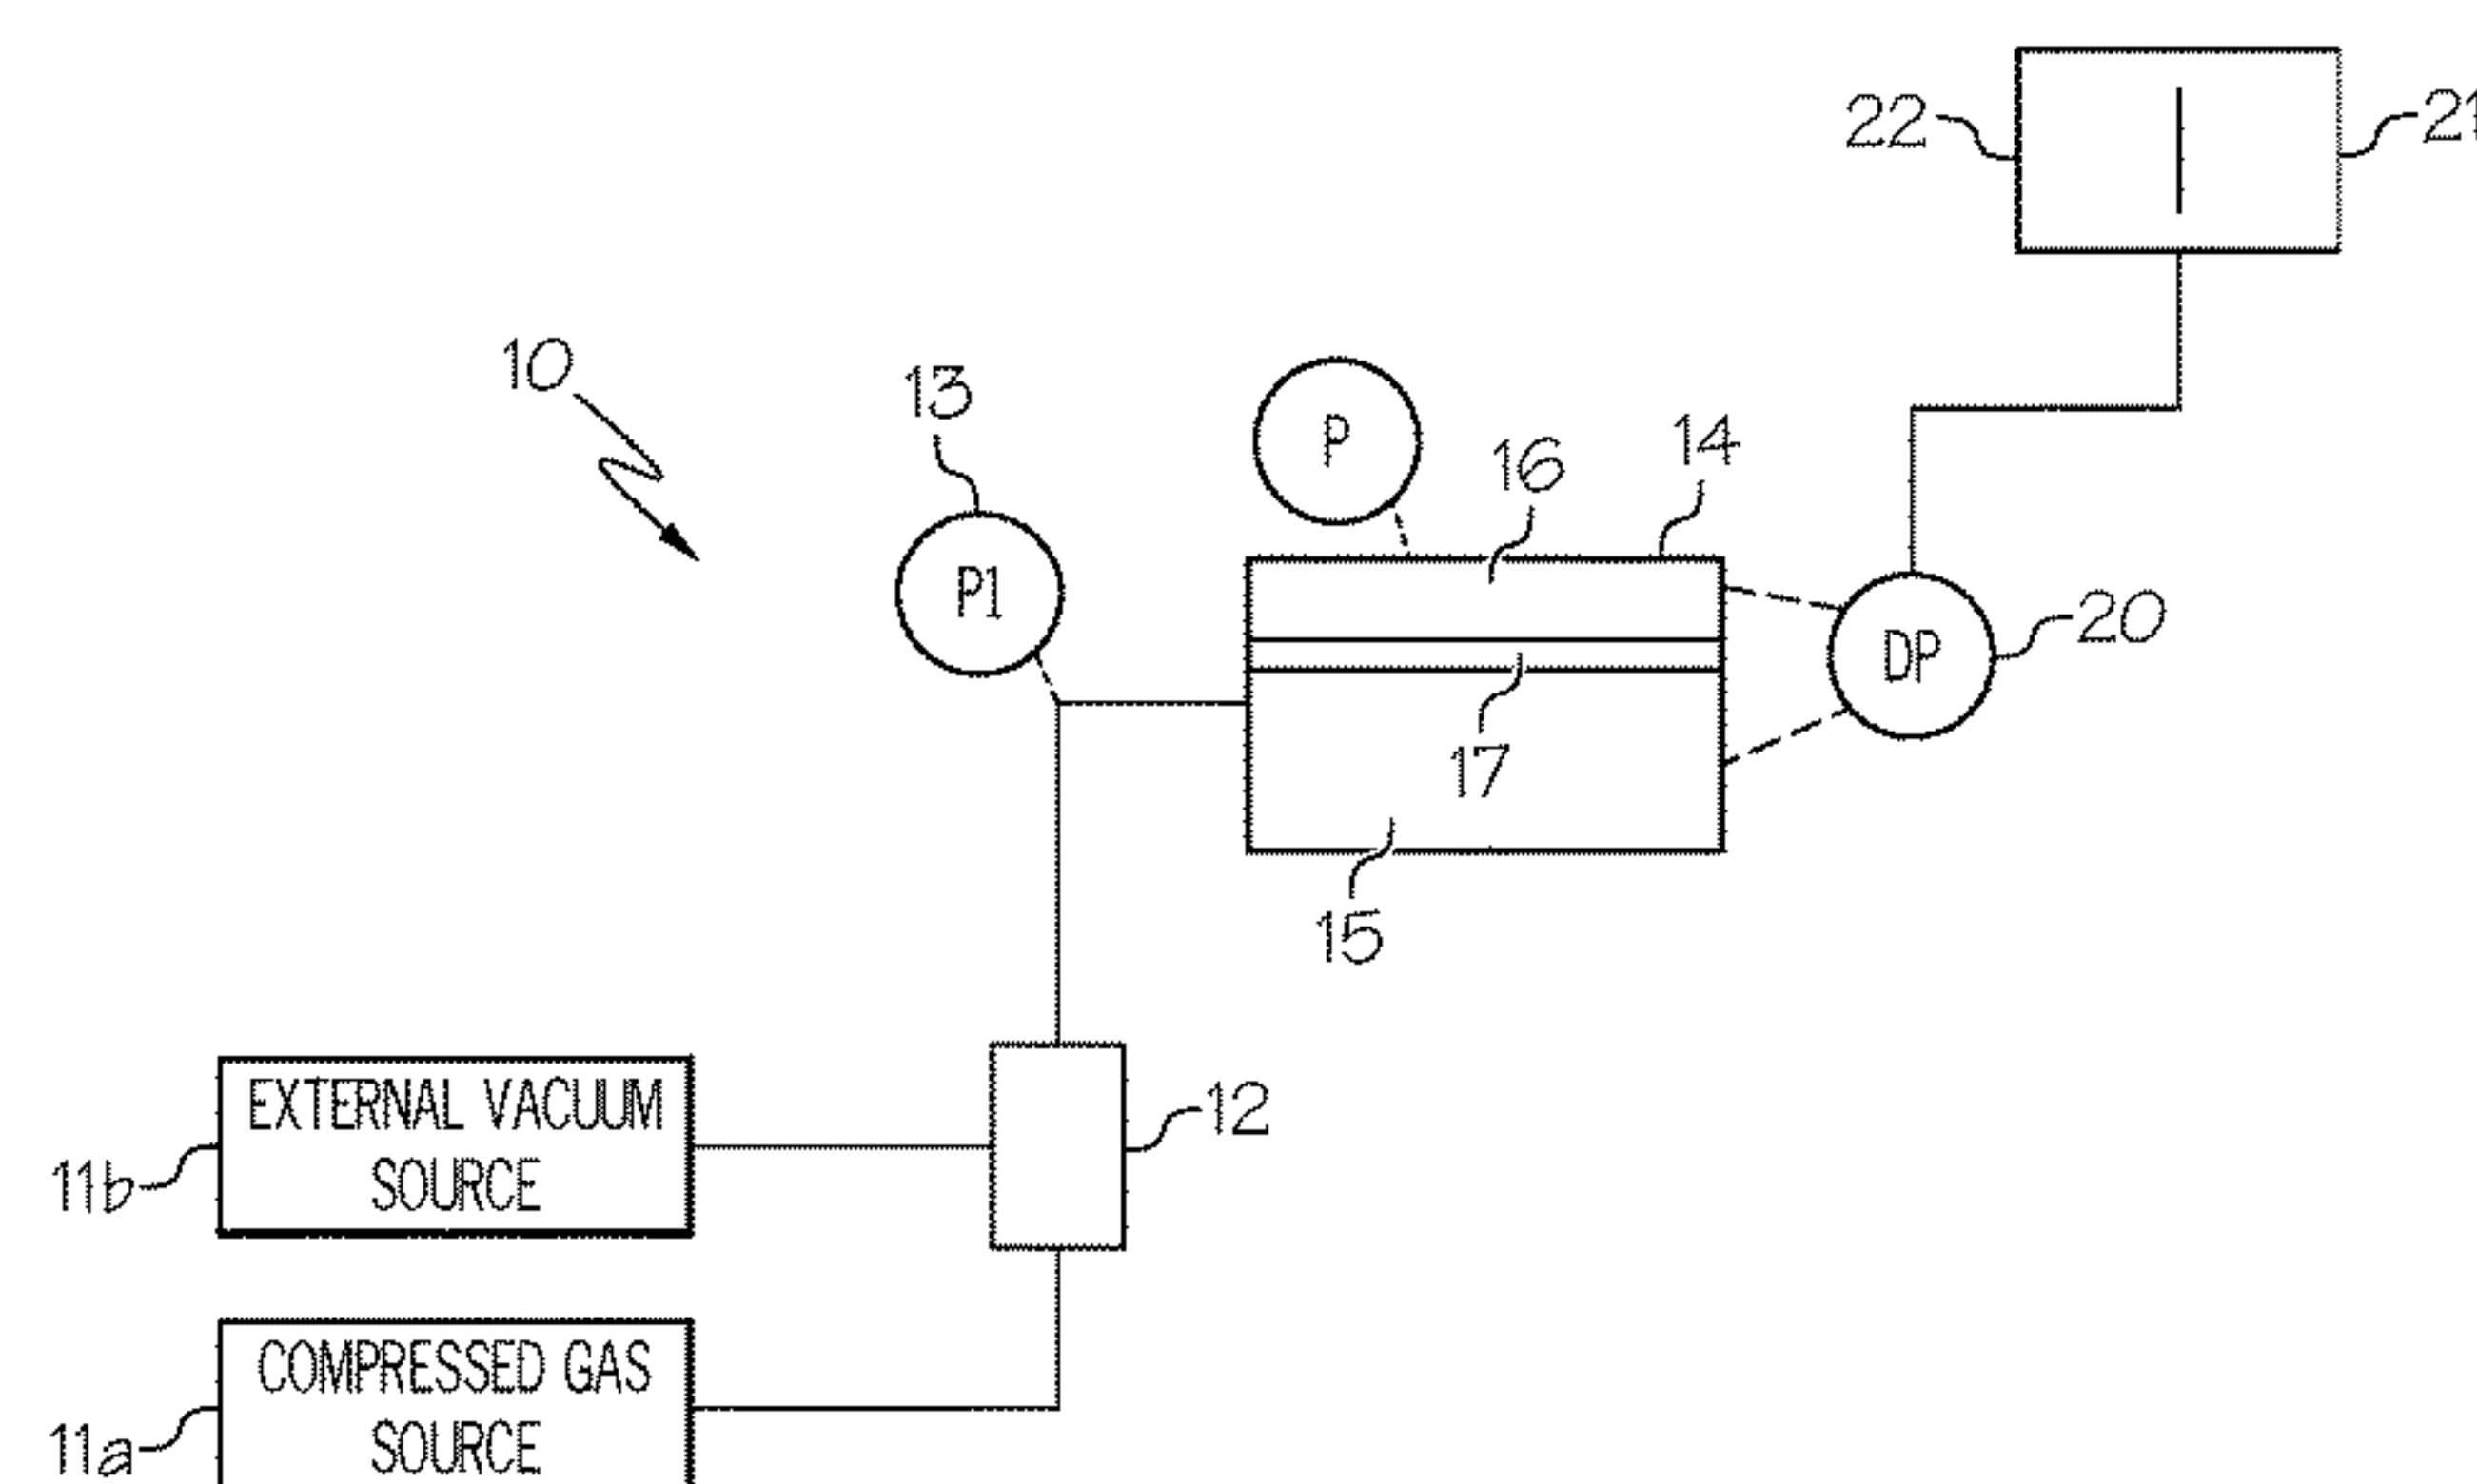 22
21
10
13
P
16
14
P1
DP
20
17
15
EXTERNAL VACUUM
SOURCE
11b
12
COMPRESSED GAS
SOURCE
11a